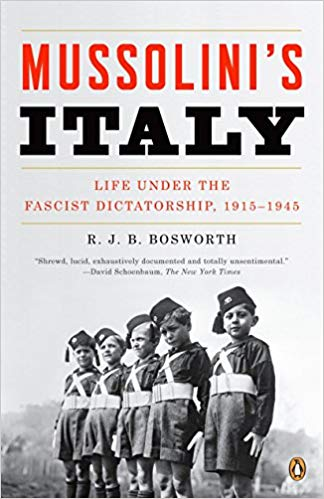 MUSSOLINI'S
ITALY
LIFE UNDER THE
FASCIST DICTATORSHIP, 1915–1945
R. J. B. BOSWORTH
"Shrewd, lucid, exhaustively documented and totally unsentimental."
—David Schoenbaum, The New York Times